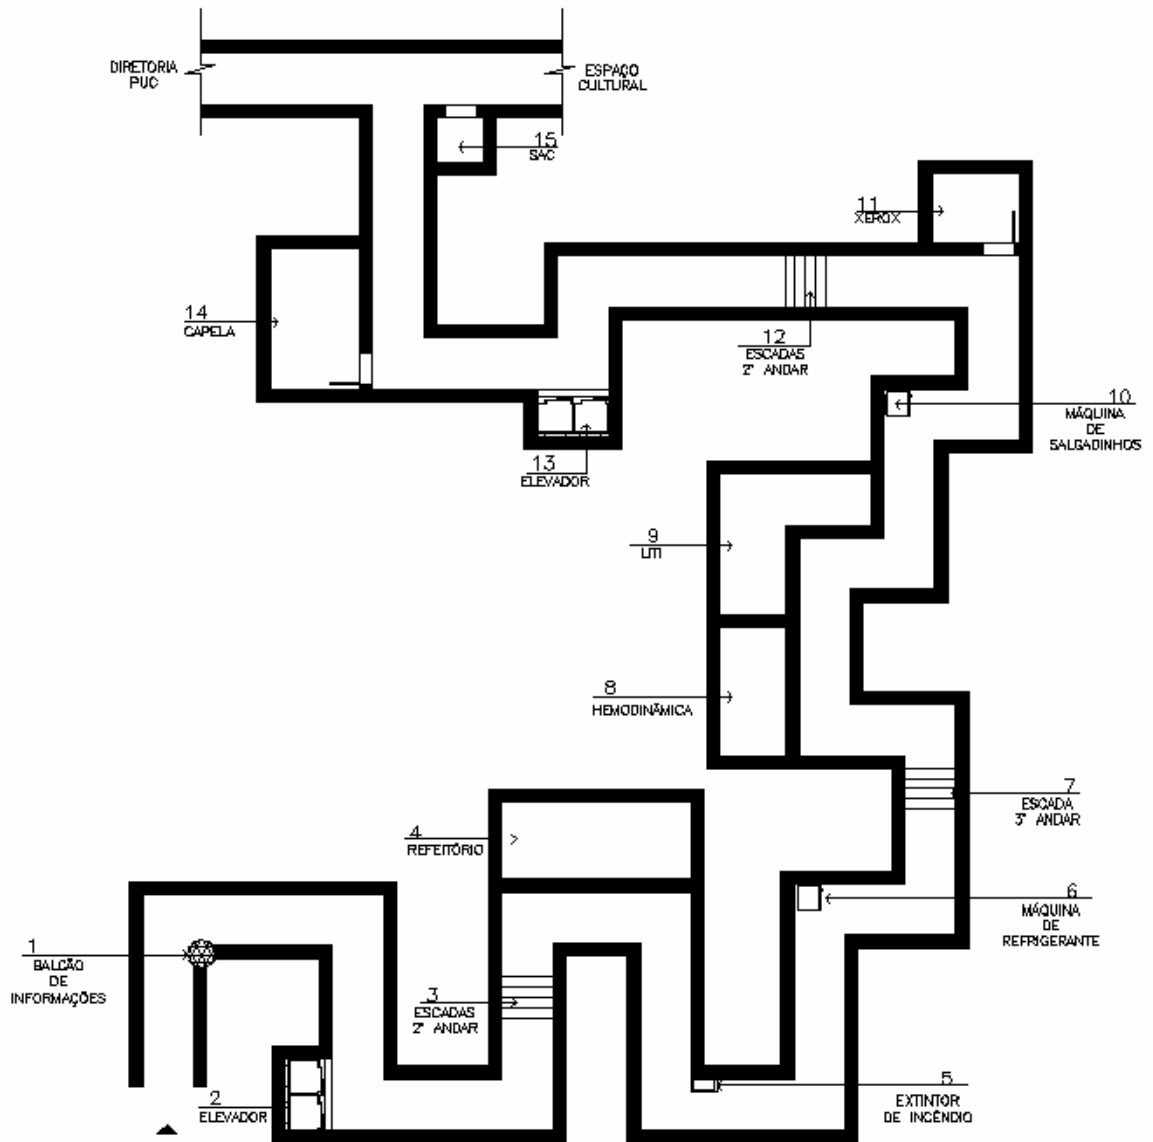 DIRETORIA
PUC
ESPAÇO
CULTURAL
15
SAC
11
XEROX
14
CAPELA
12
ESCADAS
2° ANDAR
10
MÁQUINA
DE
SALGADINHOS
13
ELEVADOR
9
UTI
8
HEMODINÂMICA
7
ESCADA
3° ANDAR
4
REFEITÓRIO
6
MÁQUINA
DE
REFRIGERANTE
1
BALCÃO
DE
INFORMAÇÕES
3
ESCADAS
2° ANDAR
5
EXTINTOR
DE INCÊNDIO
2
ELEVADOR